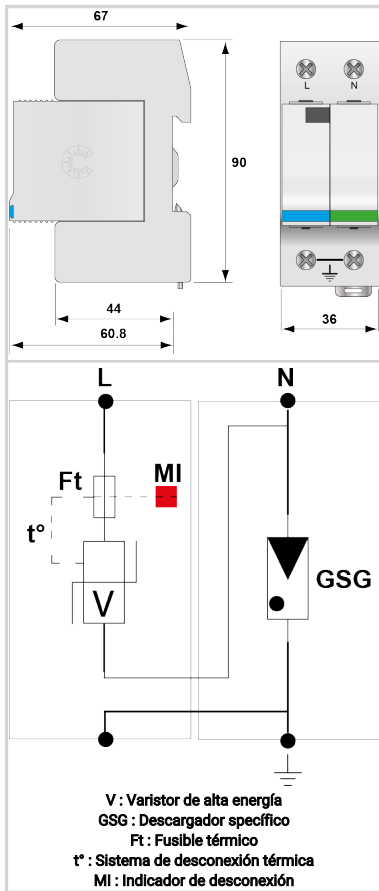 67
L
N
90
44
60.8
36
L
N
Ft
MI
t°
V
GSG
V : Varistor de alta energía
GSG : Descargador specífico
Ft : Fusible térmico
t° : Sistema de desconexión térmica
MI : Indicador de desconexión